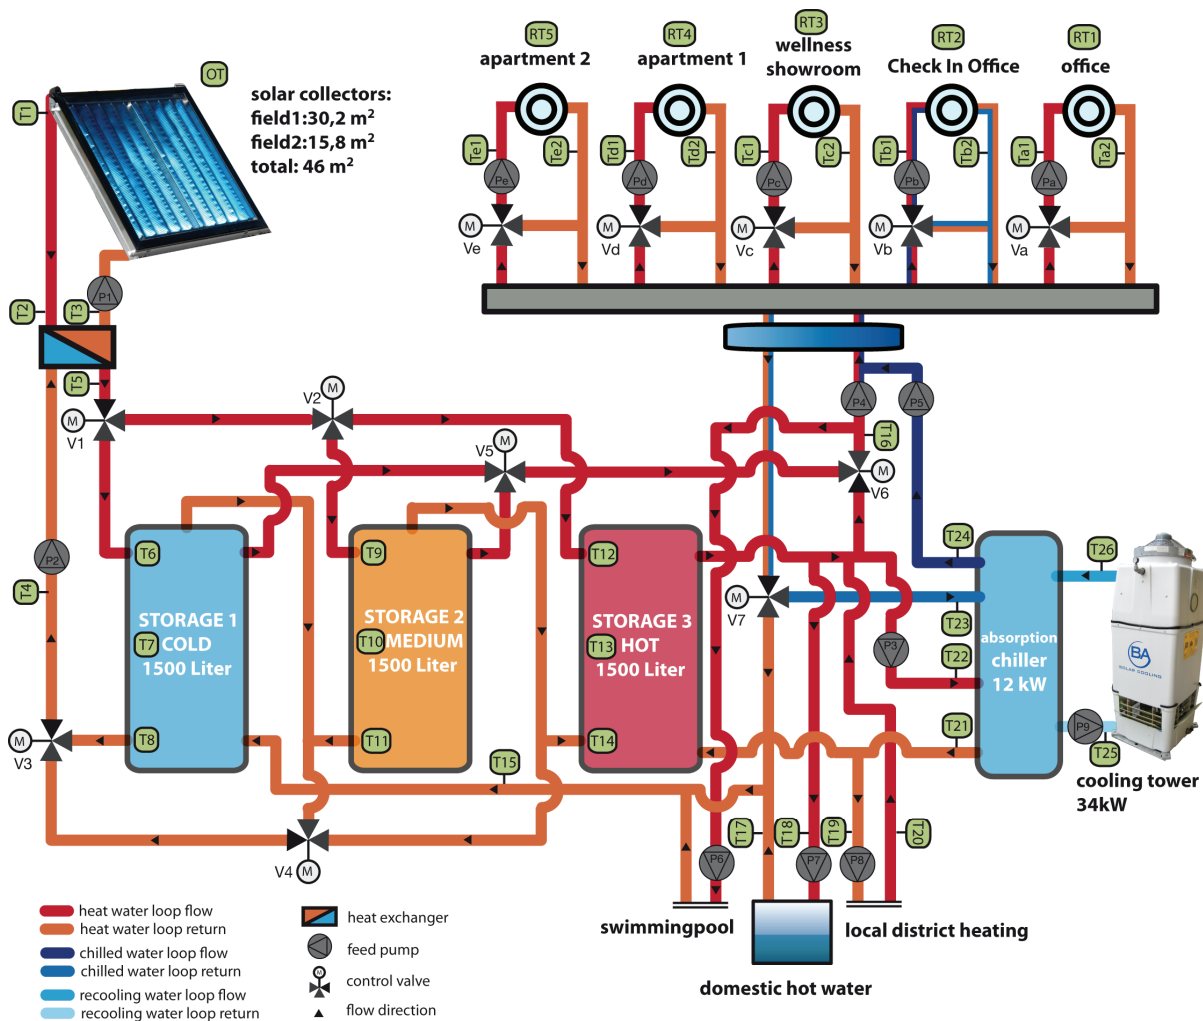 RT5
RT4
RT3
RT2
RT1
apartment 2
apartment 1
wellness
showroom
Check In Office
office
OT
solar collectors:
field1:30,2 m²
field2:15,8 m²
total: 46 m²
T1
Te1
Te2
Td1
Td2
Tc1
Tc2
Tb1
Tb2
Ta1
Ta2
Pe
Pd
Pc
Pb
Pa
M
Ve
M
Vd
M
Vc
M
Vb
M
Va
P1
T2
T3
T5
M
V1
V2
M
V5
M
P4
P5
T16
M
V6
P2
T4
T6
T9
T12
T24
T26
STORAGE 1
COLD
1500 Liter
T7
STORAGE 2
MEDIUM
1500 Liter
T10
STORAGE 3
HOT
1500 Liter
T13
M
V7
T23
P3
T22
absorption
chiller
12 kW
BA
SOLAR COOLING
M
V3
T8
T11
T14
T21
P9
T25
T15
cooling tower
34kW
V4
M
T17
T18
T19
T20
P6
P7
P8
swimmingpool
local district heating
domestic hot water
heat water loop flow
heat water loop return
chilled water loop flow
chilled water loop return
recooling water loop flow
recooling water loop return
heat exchanger
feed pump
M
control valve
flow direction